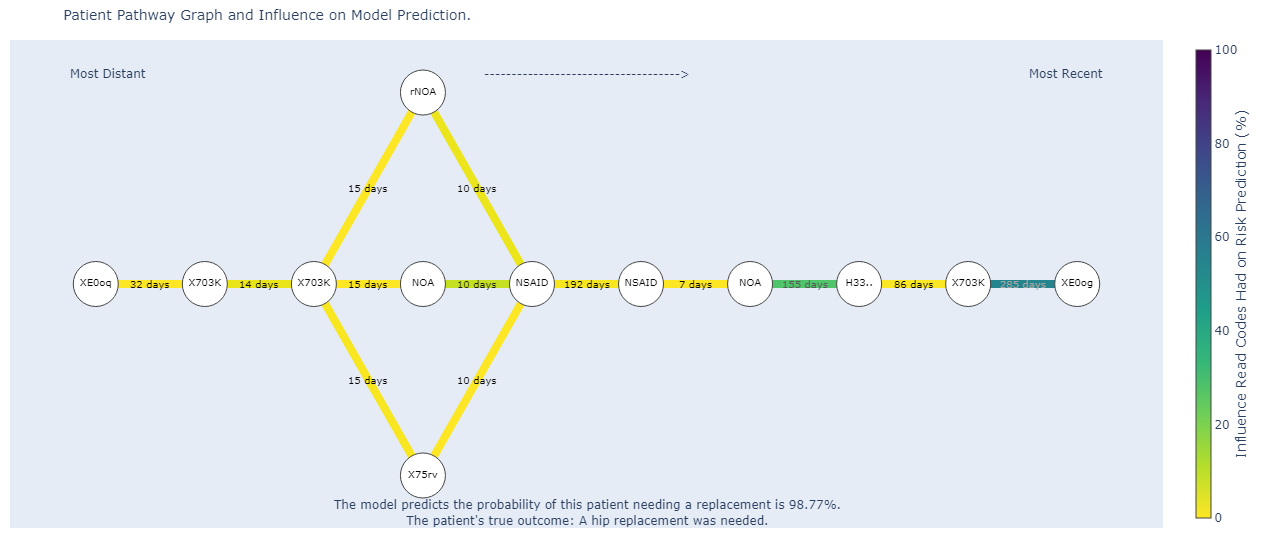 Patient Pathway Graph and Influence on Model Prediction.
Most Distant
---------------------------------->
Most Recent
rNOA
15 days
10 days
XE0oq
32 days
X703K
14 days
X703K
15 days
NOA
10 days
NSAID
192 days
NSAID
7 days
NOA
155 days
H33..
86 days
X703K
285 days
XE0og
15 days
10 days
X75rv
The model predicts the probability of this patient needing a replacement is 98.77%.
The patient's true outcome: A hip replacement was needed.
100
80
60
40
20
0
Influence Read Codes Had on Risk Prediction (%)